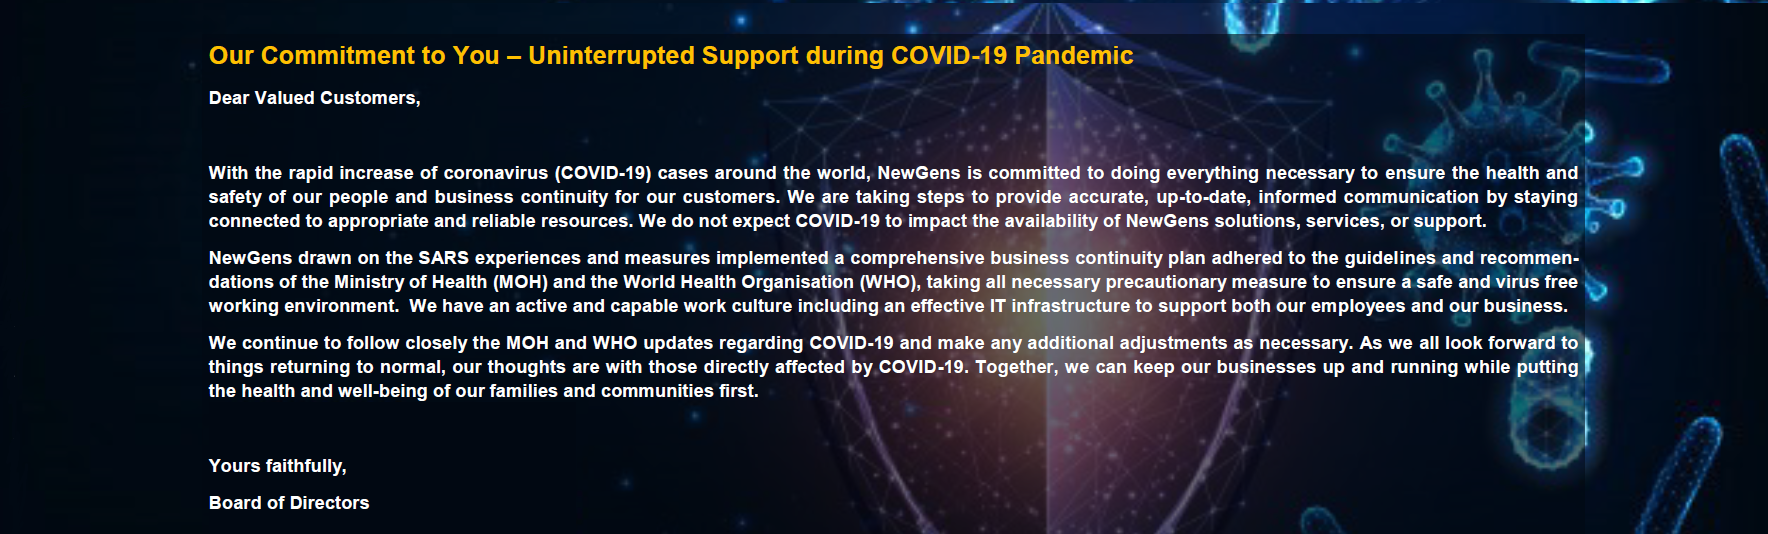 Our Commitment to You – Uninterrupted Support during COVID-19 Pandemic
Dear Valued Customers,
With the rapid increase of coronavirus (COVID-19) cases around the world, NewGens is committed to doing everything necessary to ensure the health and
safety of our people and business continuity for our customers. We are taking steps to provide accurate, up-to-date, informed communication by staying
connected to appropriate and reliable resources. We do not expect COVID-19 to impact the availability of NewGens solutions, services, or support.
NewGens drawn on the SARS experiences and measures implemented a comprehensive business continuity plan adhered to the guidelines and recommen-
dations of the Ministry of Health (MOH) and the World Health Organisation (WHO), taking all necessary precautionary measure to ensure a safe and virus free
working environment.  We have an active and capable work culture including an effective IT infrastructure to support both our employees and our business.
We continue to follow closely the MOH and WHO updates regarding COVID-19 and make any additional adjustments as necessary. As we all look forward to
things returning to normal, our thoughts are with those directly affected by COVID-19. Together, we can keep our businesses up and running while putting
the health and well-being of our families and communities first.
Yours faithfully,
Board of Directors